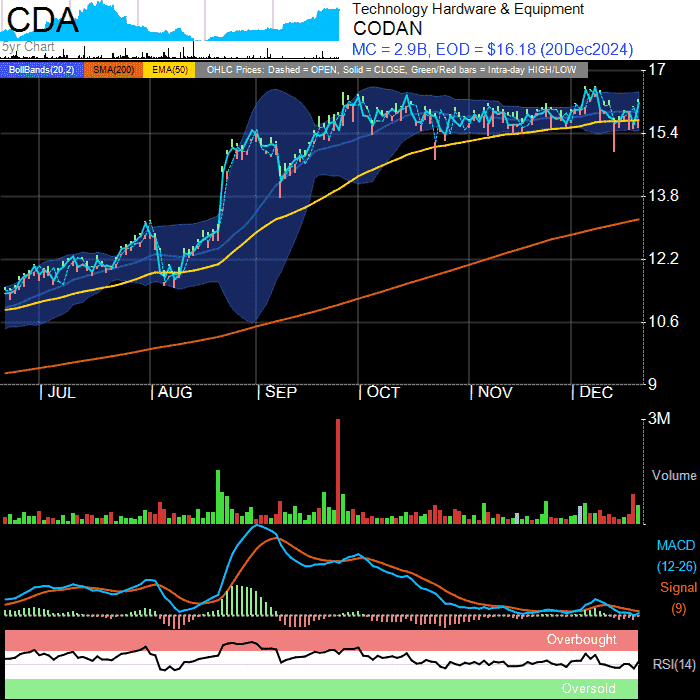 CDA
5yr Chart
Technology Hardware & Equipment
CODAN
MC = 2.9B, EOD = $16.18 (20Dec2024)
BollBands(20,2) SMA(200) EMA(50) OHLC Prices: Dashed = OPEN, Solid = CLOSE, Green/Red bars = Intra-day HIGH/LOW
17
15.4
13.8
12.2
10.6
9
JUL AUG SEP OCT NOV DEC
3M
Volume
MACD
(12-26)
Signal
(9)
Overbought
RSI(14)
Oversold